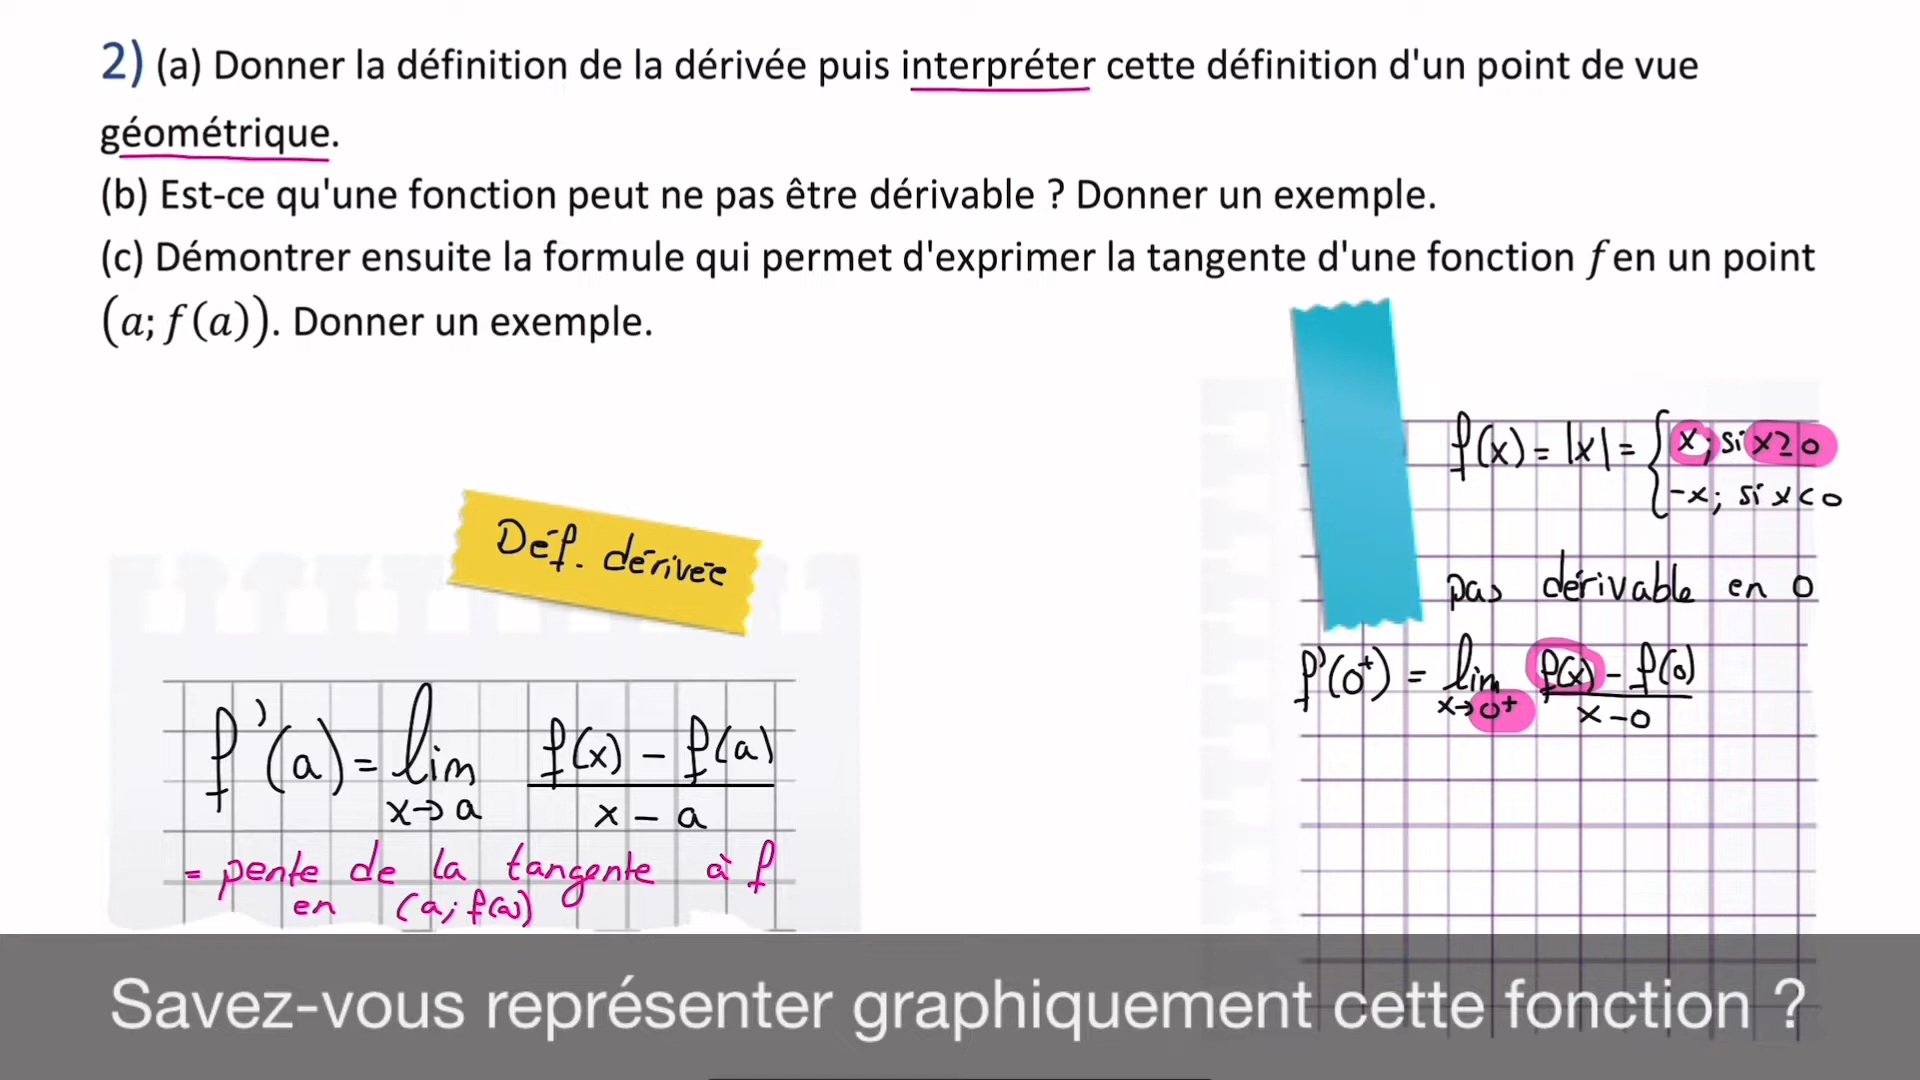 2) (a) Donner la définition de la dérivée puis interpréter cette définition d'un point de vue
géométrique.
(b) Est-ce qu'une fonction peut ne pas être dérivable ? Donner un exemple.
(c) Démontrer ensuite la formule qui permet d'exprimer la tangente d'une fonction f en un point
(a; f(a)). Donner un exemple.
Déf. dérivée
f'(a) = lim f(x) - f(a)
x→a x - a
= pente de la tangente à f
en (a; f(a))
f(x) = |x| = { x; si x≥0
-x; si x<0
pas dérivable en 0
f'(0⁺) = lim f(x) - f(0)
x→0⁺ x-0
Savez-vous représenter graphiquement cette fonction ?